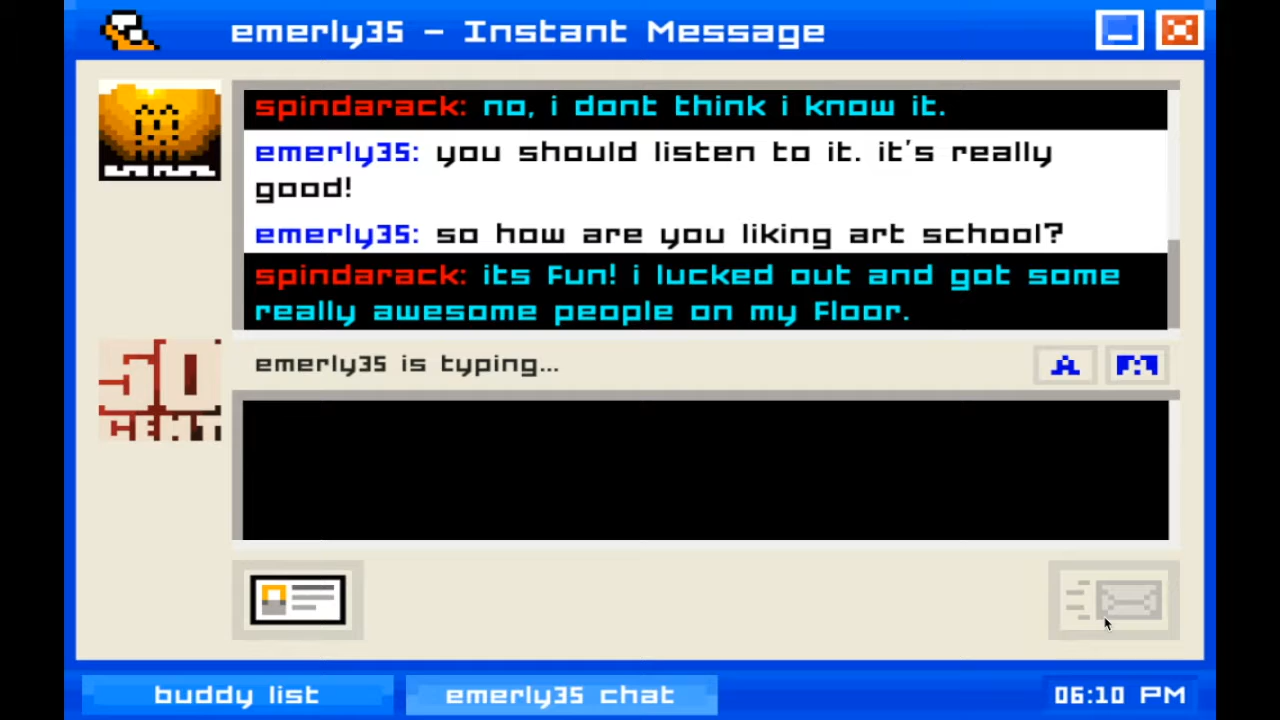 emerly35 - Instant Message
spindarack: no, i dont think i know it.
emerly35: you should listen to it. it's really
good!
emerly35: so how are you liking art school?
spindarack: its Fun! i lucked out and got some
really awesome people on my Floor.
emerly35 is typing...
A
buddy list
emerly35 chat
06:10 PM